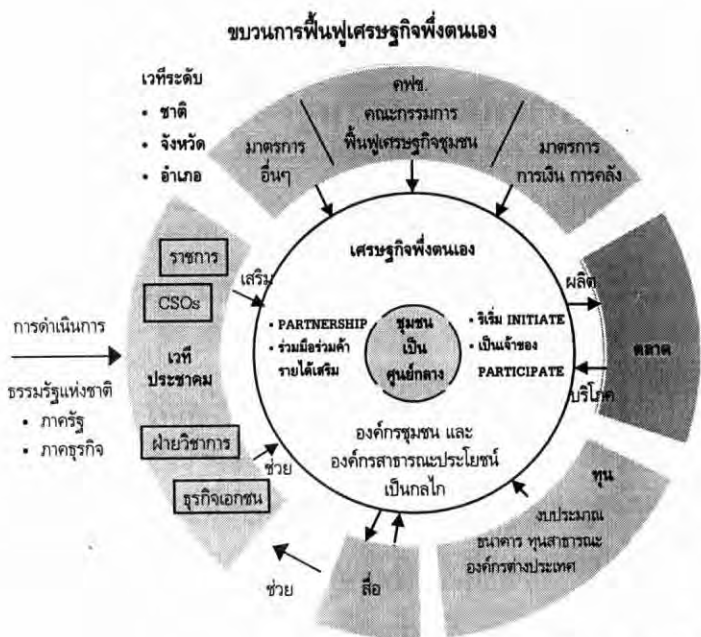 ขบวนการฟื้นฟูเศรษฐกิจพึ่งตนเอง
เวทีระดับ
• ชาติ
• จังหวัด
• อำเภอ
มาตรการ
อื่นๆ
คฟช.
คณะกรรมการ
ฟื้นฟูเศรษฐกิจชุมชน
มาตรการ
การเงิน การคลัง
ราชการ
CSOs
เวที
ประชาคม
ฝ่ายวิชาการ
ธุรกิจเอกชน
เสริม
ช่วย
การดำเนินการ
ธรรมรัฐแห่งชาติ
• ภาครัฐ
• ภาคธุรกิจ
เศรษฐกิจพึ่งตนเอง
• PARTNERSHIP
• ร่วมมือร่วมค้า
รายได้เสริม
ชุมชน
เป็น
ศูนย์กลาง
• ริเริ่ม INITIATE
• เป็นเจ้าของ
PARTICIPATE
องค์กรชุมชน และ
องค์กรสาธารณะประโยชน์
เป็นกลไก
ผลิต
ตลาด
บริโภค
ทุน
งบประมาณ
ธนาคาร ทุนสาธารณะ
องค์กรต่างประเทศ
สื่อ
ช่วย